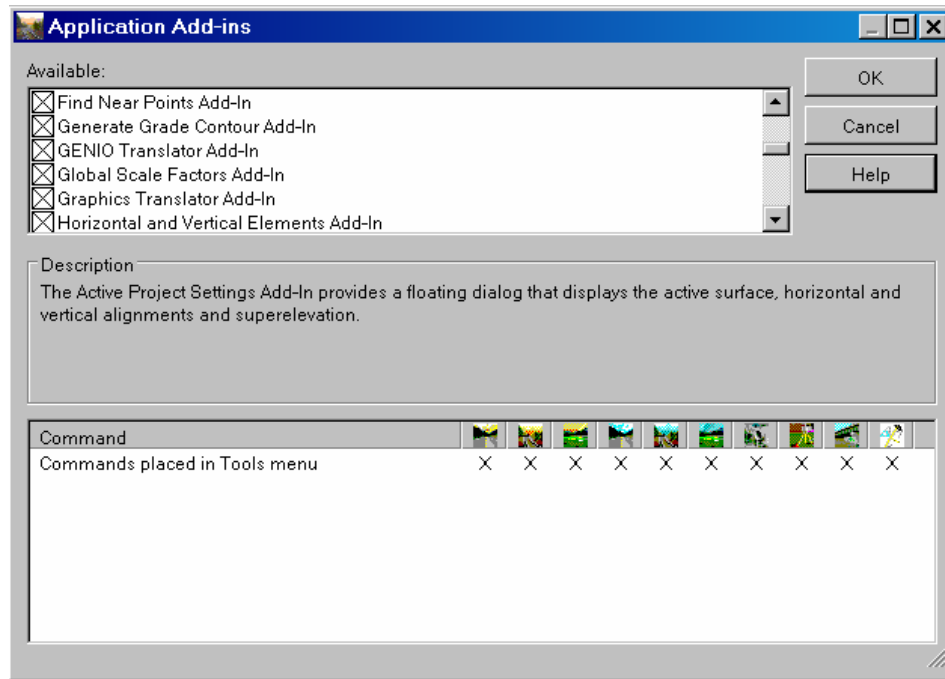 Application Add-ins
Available:
Find Near Points Add-In
Generate Grade Contour Add-In
GENIO Translator Add-In
Global Scale Factors Add-In
Graphics Translator Add-In
Horizontal and Vertical Elements Add-In
OK
Cancel
Help
Description
The Active Project Settings Add-In provides a floating dialog that displays the active surface, horizontal and
vertical alignments and superelevation.
Command
Commands placed in Tools menu X X X X X X X X X X